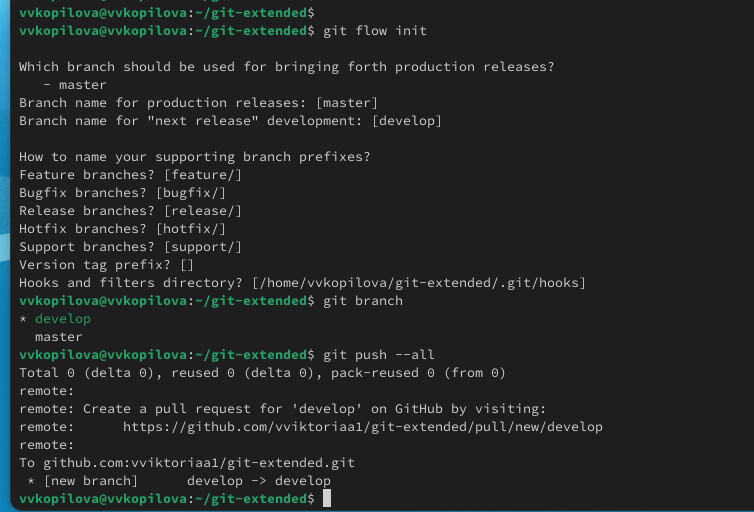 vvkopilova@vvkopilova:~/git-extended$
vvkopilova@vvkopilova:~/git-extended$ git flow init
Which branch should be used for bringing forth production releases?
   - master
Branch name for production releases: [master]
Branch name for "next release" development: [develop]
How to name your supporting branch prefixes?
Feature branches? [feature/]
Bugfix branches? [bugfix/]
Release branches? [release/]
Hotfix branches? [hotfix/]
Support branches? [support/]
Version tag prefix? []
Hooks and filters directory? [/home/vvkopilova/git-extended/.git/hooks]
vvkopilova@vvkopilova:~/git-extended$ git branch
* develop
  master
vvkopilova@vvkopilova:~/git-extended$ git push --all
Total 0 (delta 0), reused 0 (delta 0), pack-reused 0 (from 0)
remote:
remote: Create a pull request for 'develop' on GitHub by visiting:
remote:      https://github.com/vviktoriaa1/git-extended/pull/new/develop
remote:
To github.com:vviktoriaa1/git-extended.git
 * [new branch]      develop -> develop
vvkopilova@vvkopilova:~/git-extended$